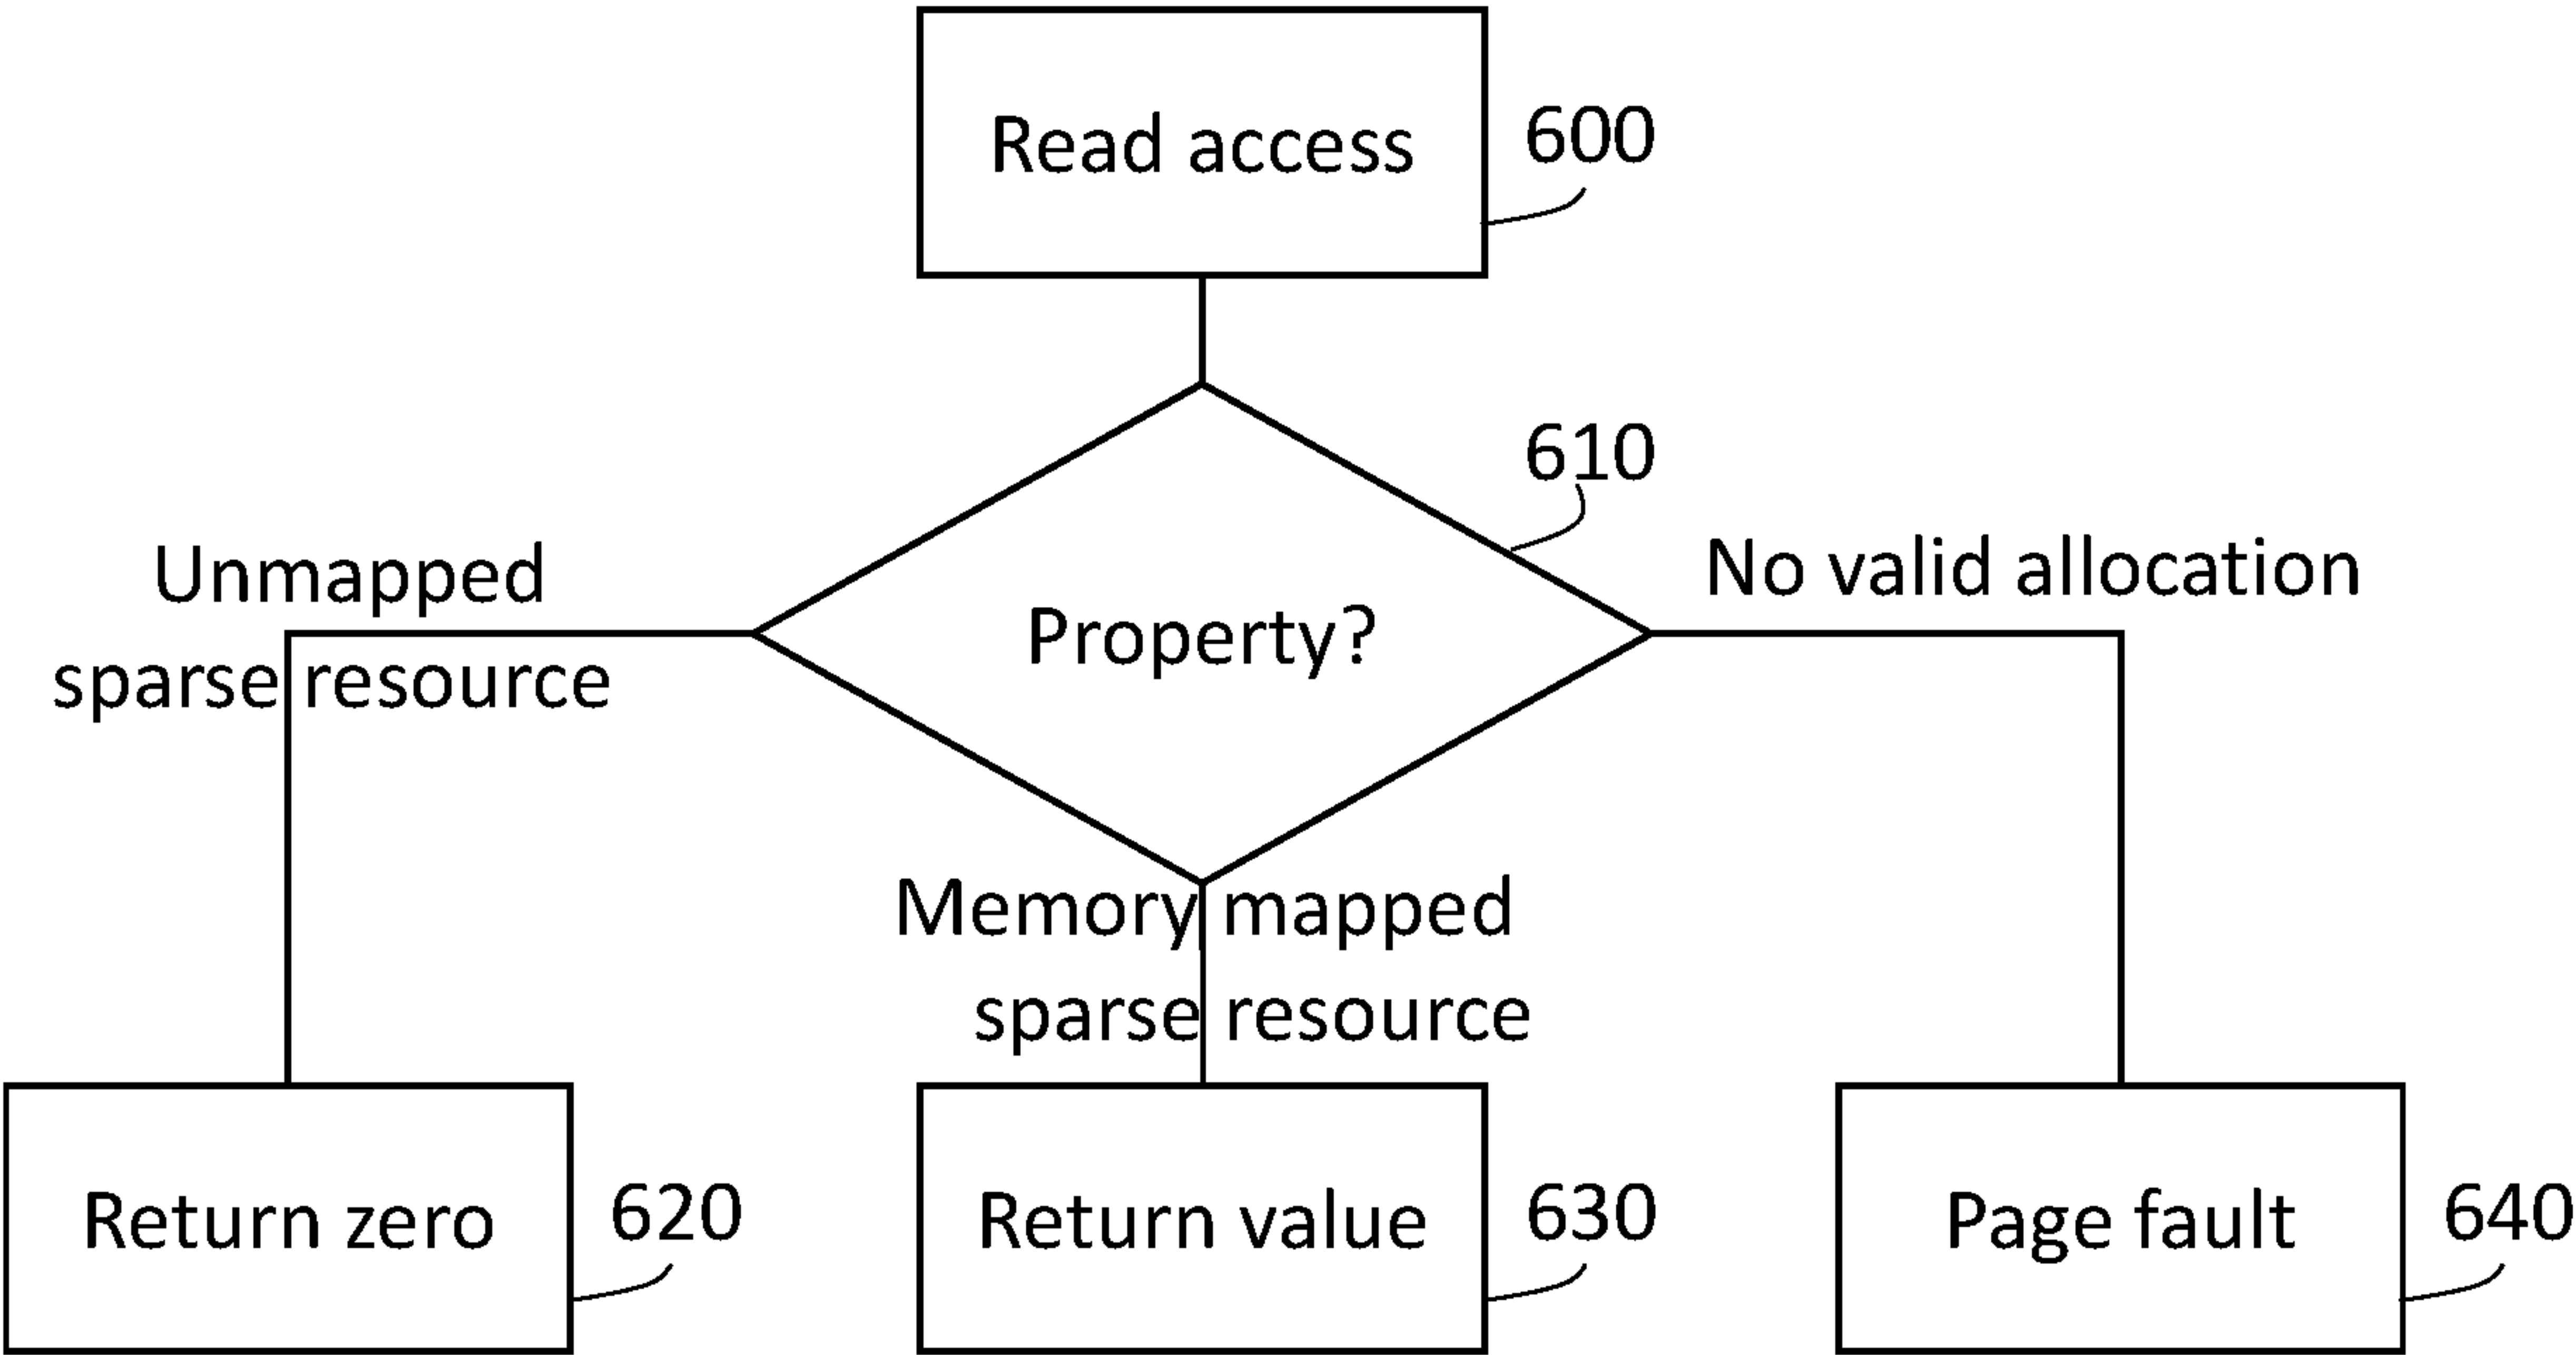 Read access
600
610
Unmapped
sparse resource
No valid allocation
Property?
Memory mapped
sparse resource
Return zero
620
Return value
630
Page fault
640